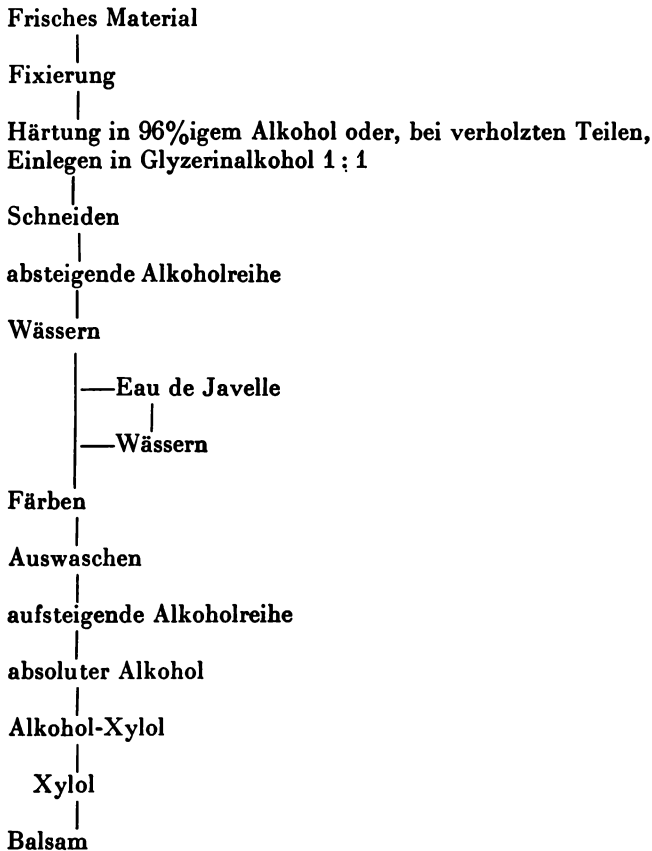 Frisches Material
Fixierung
Härtung in 96%igem Alkohol oder, bei verholzten Teilen,
Einlegen in Glyzerinalkohol 1 : 1
Schneiden
absteigende Alkoholreihe
Wässern
Eau de Javelle
Wässern
Färben
Auswaschen
aufsteigende Alkoholreihe
absoluter Alkohol
Alkohol-Xylol
Xylol
Balsam